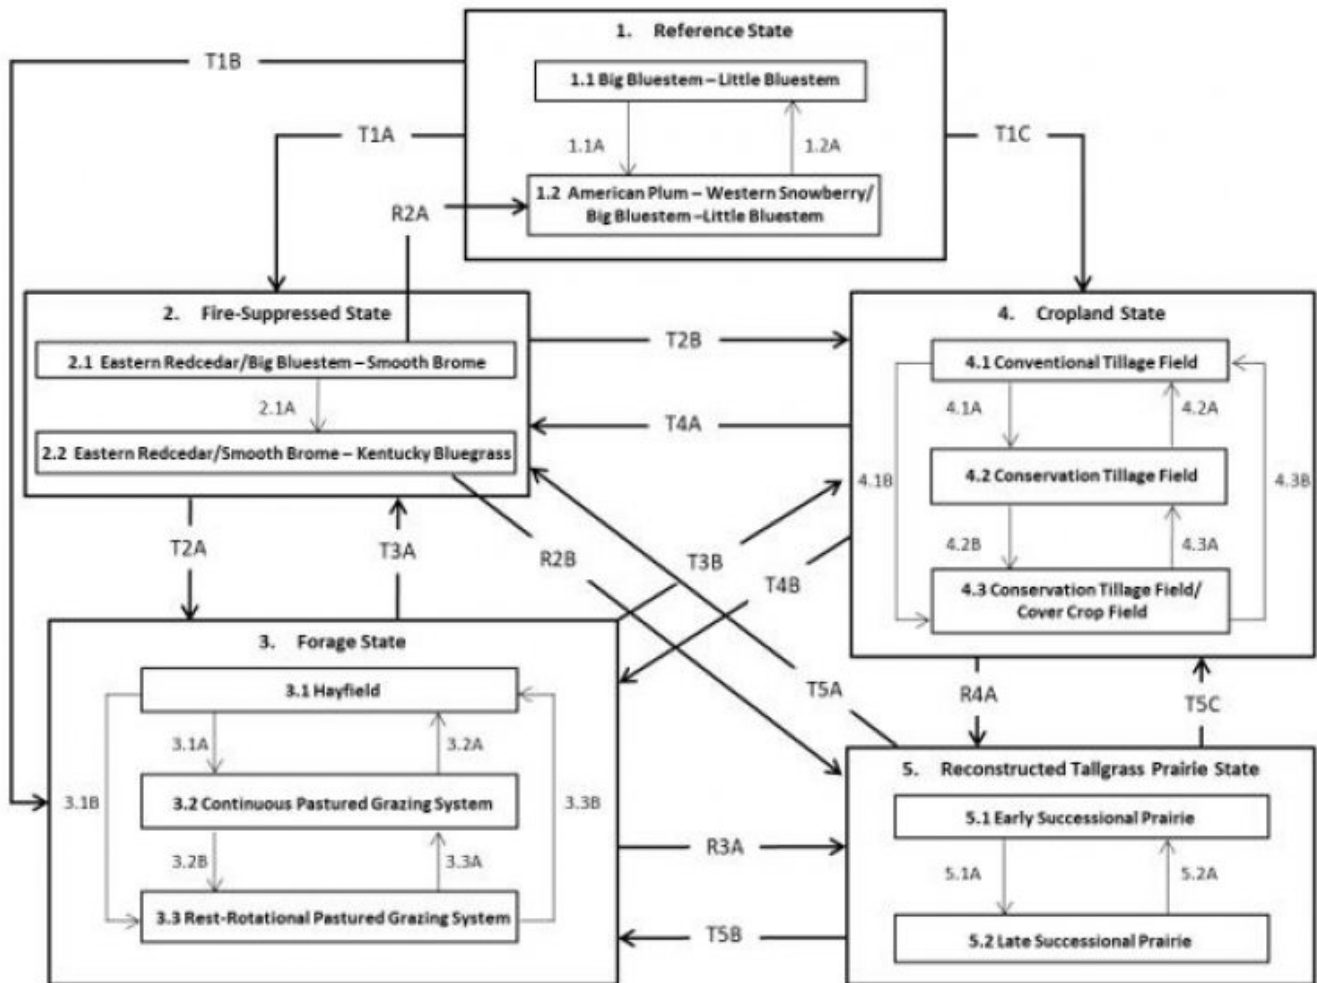 1. Reference State
T1B
1.1 Big Bluestem – Little Bluestem
T1A
T1C
1.1A
1.2A
1.2 American Plum – Western Snowberry/
Big Bluestem –Little Bluestem
R2A
2. Fire-Suppressed State
4. Cropland State
T2B
2.1 Eastern Redcedar/Big Bluestem – Smooth Brome
4.1 Conventional Tillage Field
2.1A
4.1A
4.2A
T4A
2.2 Eastern Redcedar/Smooth Brome – Kentucky Bluegrass
4.2 Conservation Tillage Field
4.1B
4.3B
T2A
T3A
R2B
T3B
T4B
4.2B
4.3A
4.3 Conservation Tillage Field/
Cover Crop Field
3. Forage State
3.1 Hayfield
T5A
R4A
T5C
3.1A
3.2A
5. Reconstructed Tallgrass Prairie State
3.1B
3.2 Continuous Pastured Grazing System
3.3B
5.1 Early Successional Prairie
R3A
3.2B
3.3A
5.1A
5.2A
3.3 Rest-Rotational Pastured Grazing System
T5B
5.2 Late Successional Prairie